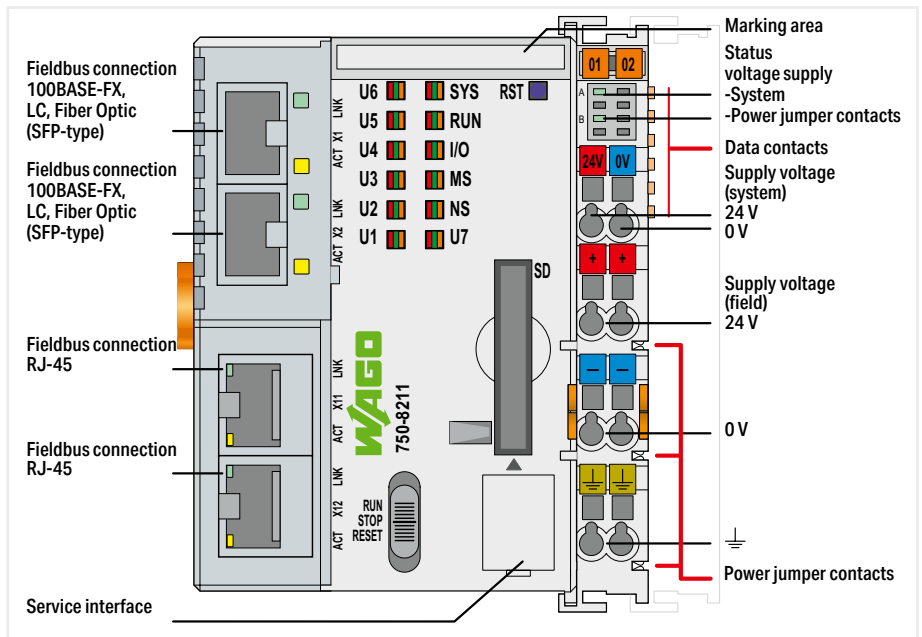 Fieldbus connection
100BASE-FX,
LC, Fiber Optic
(SFP-type)
Fieldbus connection
100BASE-FX,
LC, Fiber Optic
(SFP-type)
Fieldbus connection
RJ-45
Fieldbus connection
RJ-45
Service interface
LNK
X1
ACT
LNK
X2
ACT
LNK
X11
ACT
LNK
X12
ACT
U6 SYS RST
U5 RUN
U4 I/O
U3 MS
U2 NS
U1 U7
SD
WAGO
750-8211
RUN
STOP
RESET
01 02
A
B
24V 0V
+ +
— —
Marking area
Status
voltage supply
-System
-Power jumper contacts
Data contacts
Supply voltage
(system)
24 V
0 V
Supply voltage
(field)
24 V
0 V
Power jumper contacts